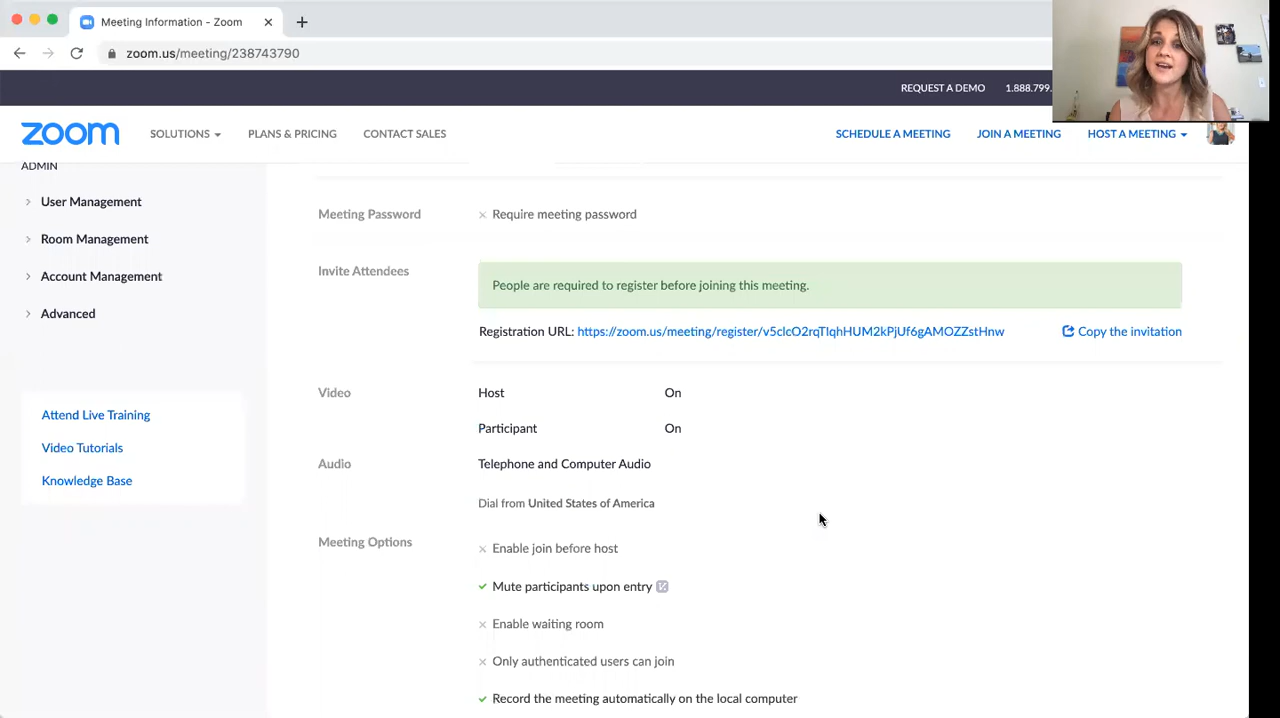 Meeting Information - Zoom
zoom.us/meeting/238743790
REQUEST A DEMO 1.888.799.
zoom SOLUTIONS PLANS & PRICING CONTACT SALES SCHEDULE A MEETING JOIN A MEETING HOST A MEETING
ADMIN
User Management
Room Management
Account Management
Advanced
Attend Live Training
Video Tutorials
Knowledge Base
Meeting Password Require meeting password
Invite Attendees People are required to register before joining this meeting.
Registration URL: https://zoom.us/meeting/register/v5clcO2rqTIqhHUM2kPjUf6gAMOZZstHnw Copy the invitation
Video Host On
Participant On
Audio Telephone and Computer Audio
Dial from United States of America
Meeting Options Enable join before host
Mute participants upon entry
Enable waiting room
Only authenticated users can join
Record the meeting automatically on the local computer